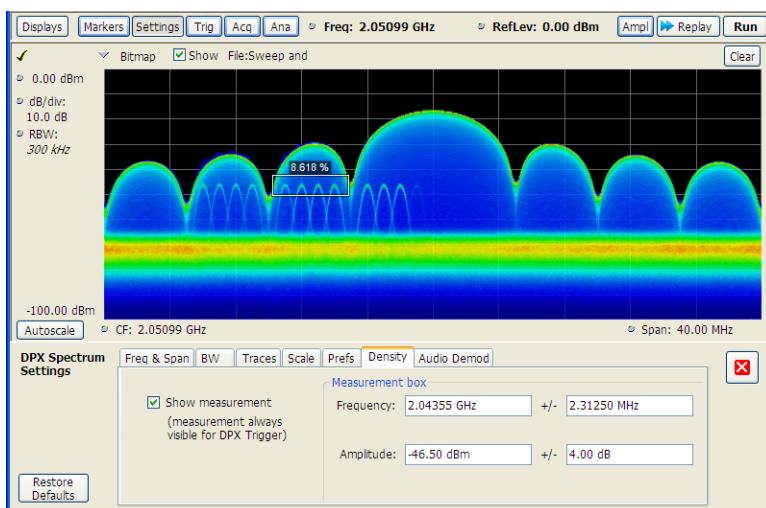 Displays Markers Settings Trig Acq Ana Freq: 2.05099 GHz RefLev: 0.00 dBm Ampl Replay Run
Bitmap Show File:Sweep and Clear
0.00 dBm
dB/div:
10.0 dB
RBW:
300 kHz
8.618 %
-100.00 dBm
Autoscale CF: 2.05099 GHz Span: 40.00 MHz
DPX Spectrum
Settings
Freq & Span BW Traces Scale Prefs Density Audio Demod
Measurement box
Show measurement
(measurement always
visible for DPX Trigger)
Frequency: 2.04355 GHz +/- 2.31250 MHz
Amplitude: -46.50 dBm +/- 4.00 dB
Restore
Defaults